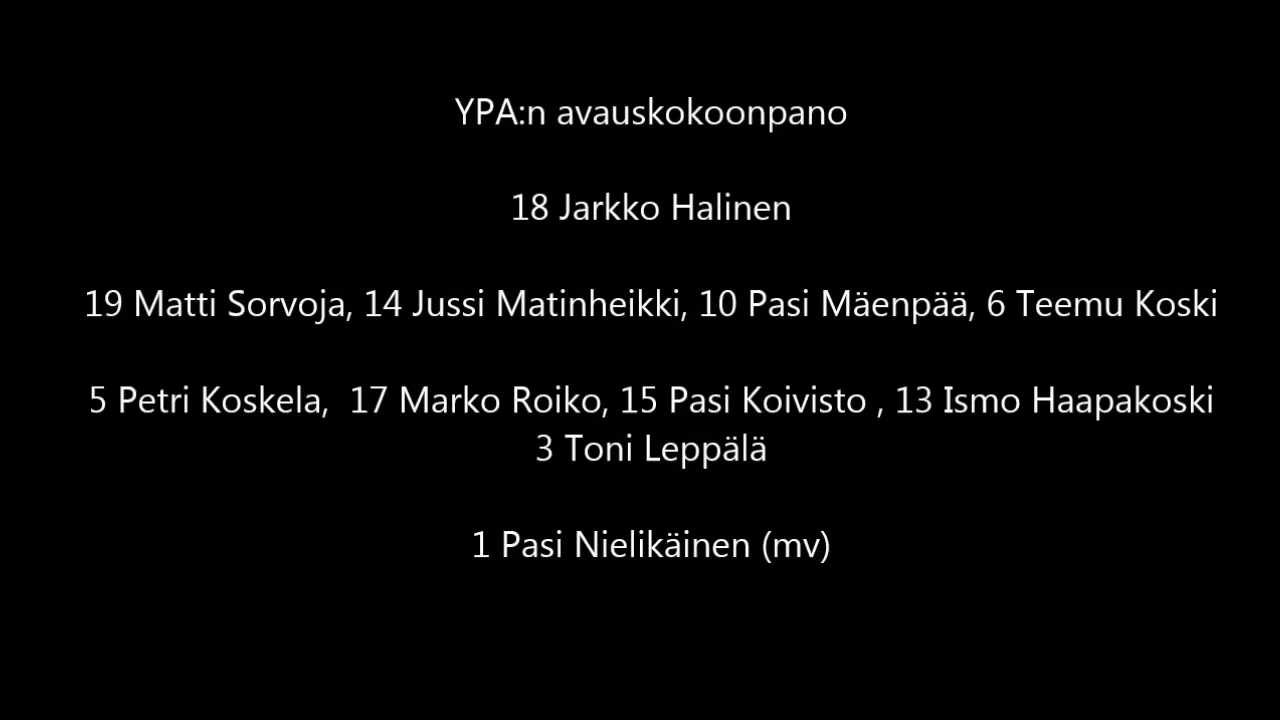 YPA:n avauskokoonpano
18 Jarkko Halinen
19 Matti Sorvoja, 14 Jussi Matinheikki, 10 Pasi Mäenpää, 6 Teemu Koski
5 Petri Koskela,  17 Marko Roiko, 15 Pasi Koivisto , 13 Ismo Haapakoski
3 Toni Leppälä
1 Pasi Nielikäinen (mv)